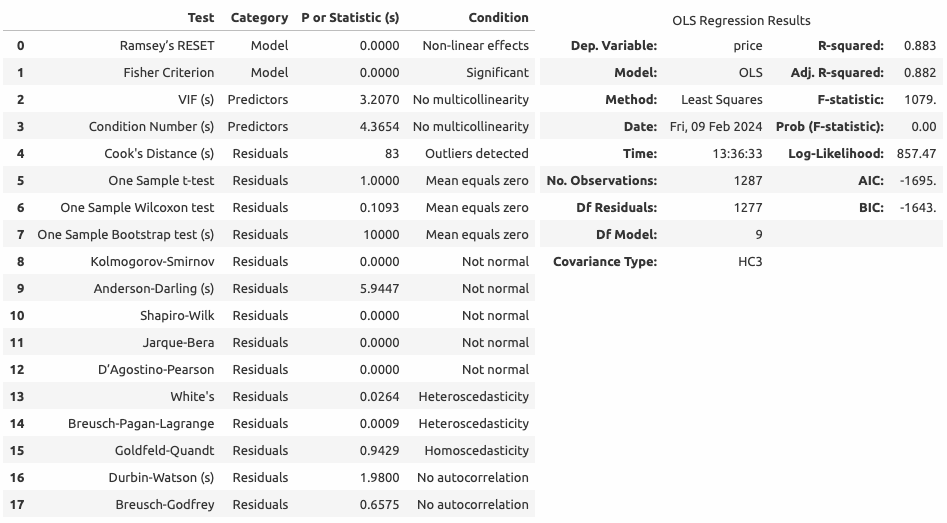 Test Category P or Statistic (s) Condition
0 Ramsey's RESET Model 0.0000 Non-linear effects
1 Fisher Criterion Model 0.0000 Significant
2 VIF (s) Predictors 3.2070 No multicollinearity
3 Condition Number (s) Predictors 4.3654 No multicollinearity
4 Cook's Distance (s) Residuals 83 Outliers detected
5 One Sample t-test Residuals 1.0000 Mean equals zero
6 One Sample Wilcoxon test Residuals 0.1093 Mean equals zero
7 One Sample Bootstrap test (s) Residuals 10000 Mean equals zero
8 Kolmogorov-Smirnov Residuals 0.0000 Not normal
9 Anderson-Darling (s) Residuals 5.9447 Not normal
10 Shapiro-Wilk Residuals 0.0000 Not normal
11 Jarque-Bera Residuals 0.0000 Not normal
12 D’Agostino-Pearson Residuals 0.0000 Not normal
13 White's Residuals 0.0264 Heteroscedasticity
14 Breusch-Pagan-Lagrange Residuals 0.0009 Heteroscedasticity
15 Goldfeld-Quandt Residuals 0.9429 Homoscedasticity
16 Durbin-Watson (s) Residuals 1.9800 No autocorrelation
17 Breusch-Godfrey Residuals 0.6575 No autocorrelation
OLS Regression Results
Dep. Variable: price R-squared: 0.883
Model: OLS Adj. R-squared: 0.882
Method: Least Squares F-statistic: 1079.
Date: Fri, 09 Feb 2024 Prob (F-statistic): 0.00
Time: 13:36:33 Log-Likelihood: 857.47
No. Observations: 1287 AIC: -1695.
Df Residuals: 1277 BIC: -1643.
Df Model: 9
Covariance Type: HC3